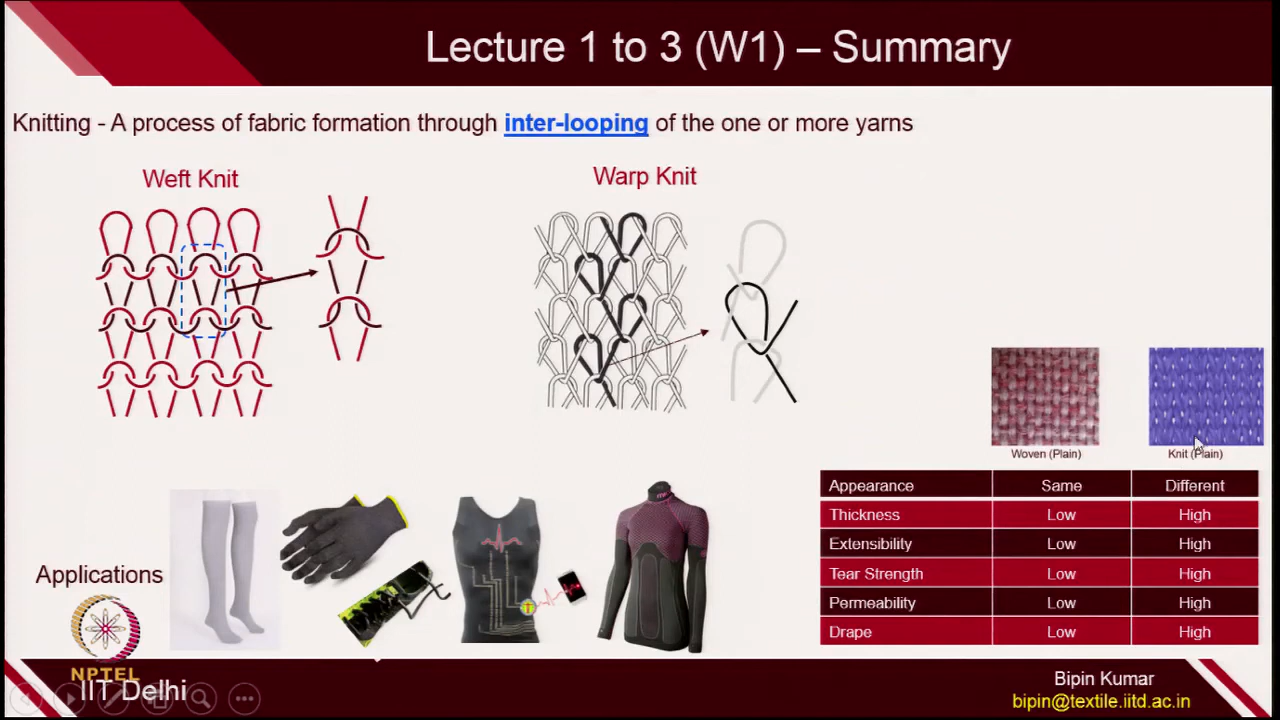 Lecture 1 to 3 (W1) – Summary
Knitting - A process of fabric formation through inter-looping of the one or more yarns
Weft Knit
Warp Knit
Woven (Plain)
Knit (Plain)
Appearance Same Different
Thickness Low High
Extensibility Low High
Tear Strength Low High
Permeability Low High
Drape Low High
Applications
NPTEL
IIT Delhi
Bipin Kumar
bipin@textile.iitd.ac.in